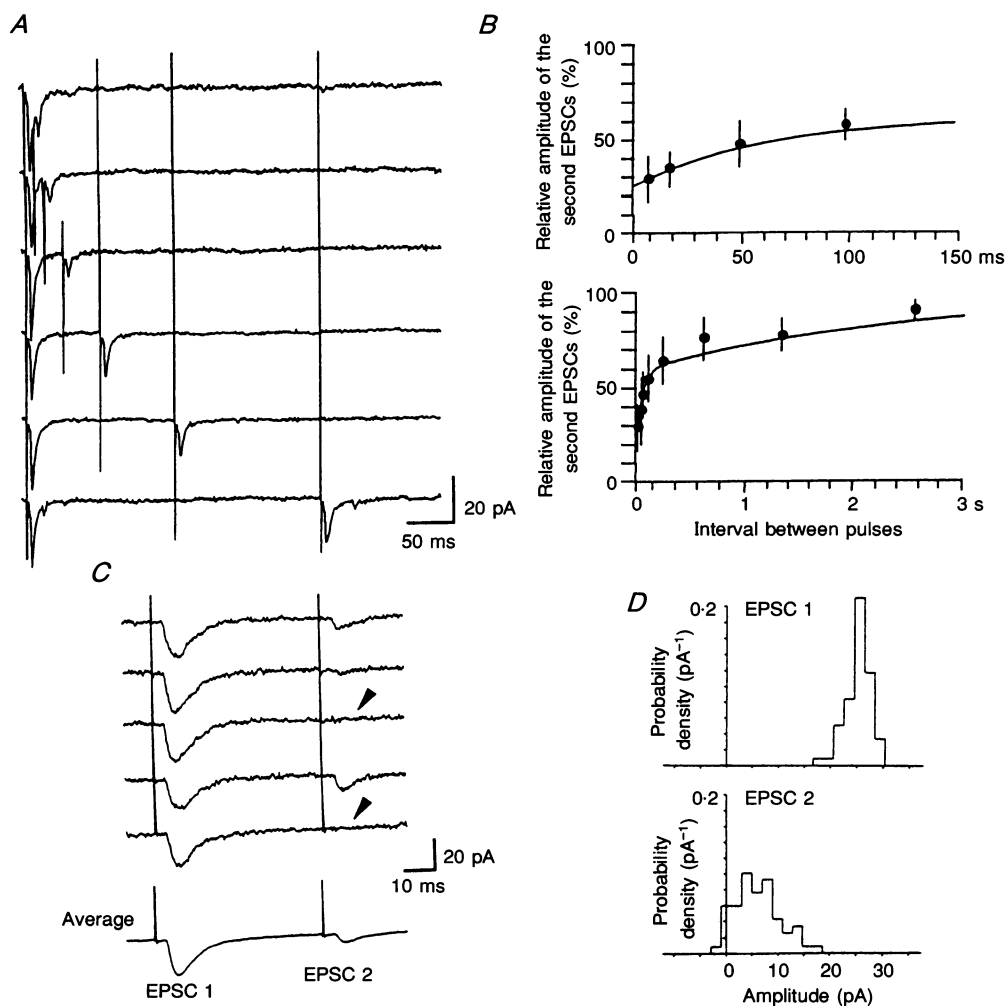 A
20 pA
50 ms
B
Relative amplitude of the
second EPSCs (%)
100
50
0
0
50
100
150 ms
Relative amplitude of the
second EPSCs (%)
100
50
0
0
1
2
3 s
Interval between pulses
C
20 pA
10 ms
Average
EPSC 1
EPSC 2
D
0·2
EPSC 1
Probability
density (pA⁻¹)
0·2
EPSC 2
Probability
density (pA⁻¹)
0
10
20
30
Amplitude (pA)